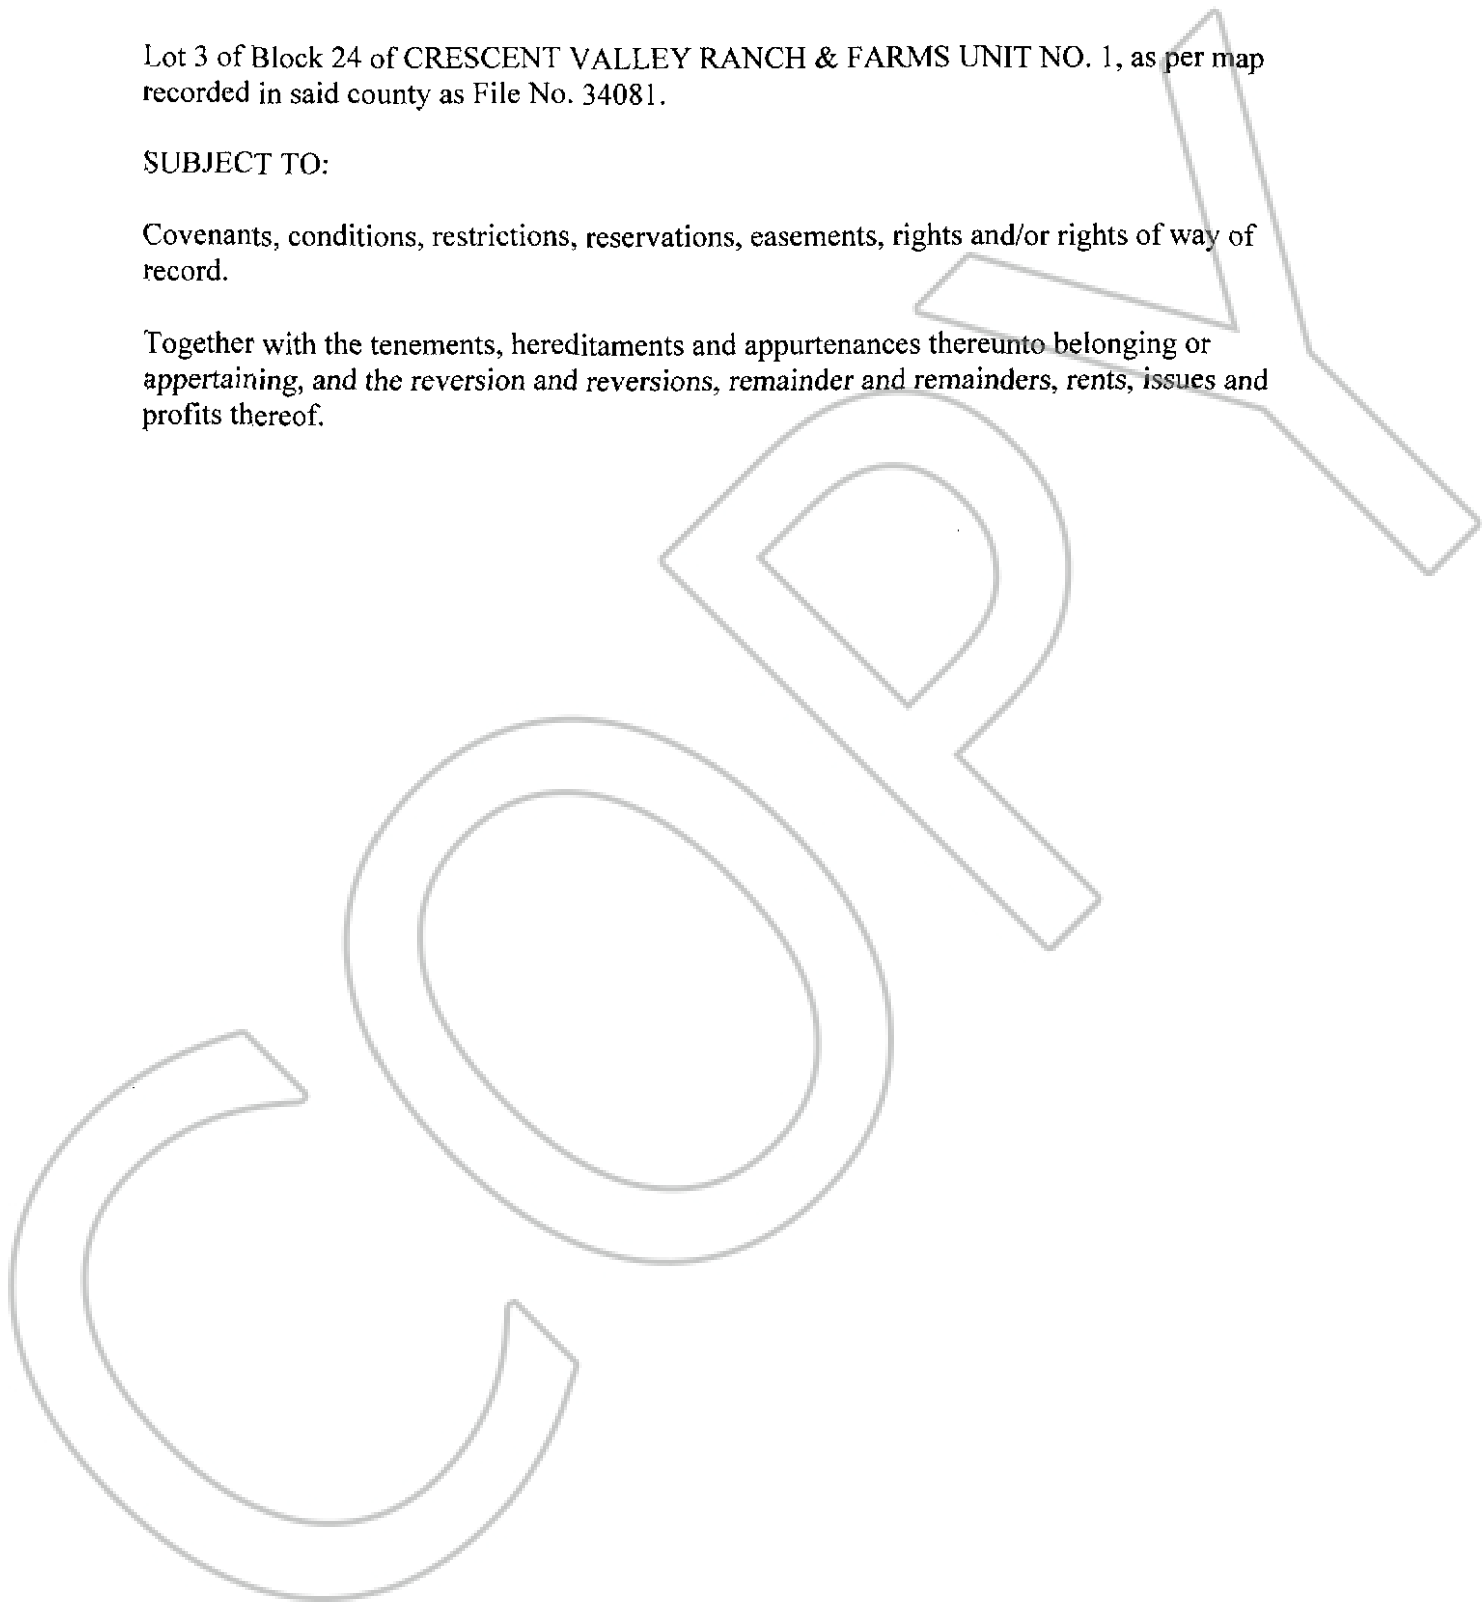 Lot 3 of Block 24 of CRESCENT VALLEY RANCH & FARMS UNIT NO. 1, as per map
recorded in said county as File No. 34081.
SUBJECT TO:
Covenants, conditions, restrictions, reservations, easements, rights and/or rights of way of
record.
Together with the tenements, hereditaments and appurtenances thereunto belonging or
appertaining, and the reversion and reversions, remainder and remainders, rents, issues and
profits thereof.
COPY